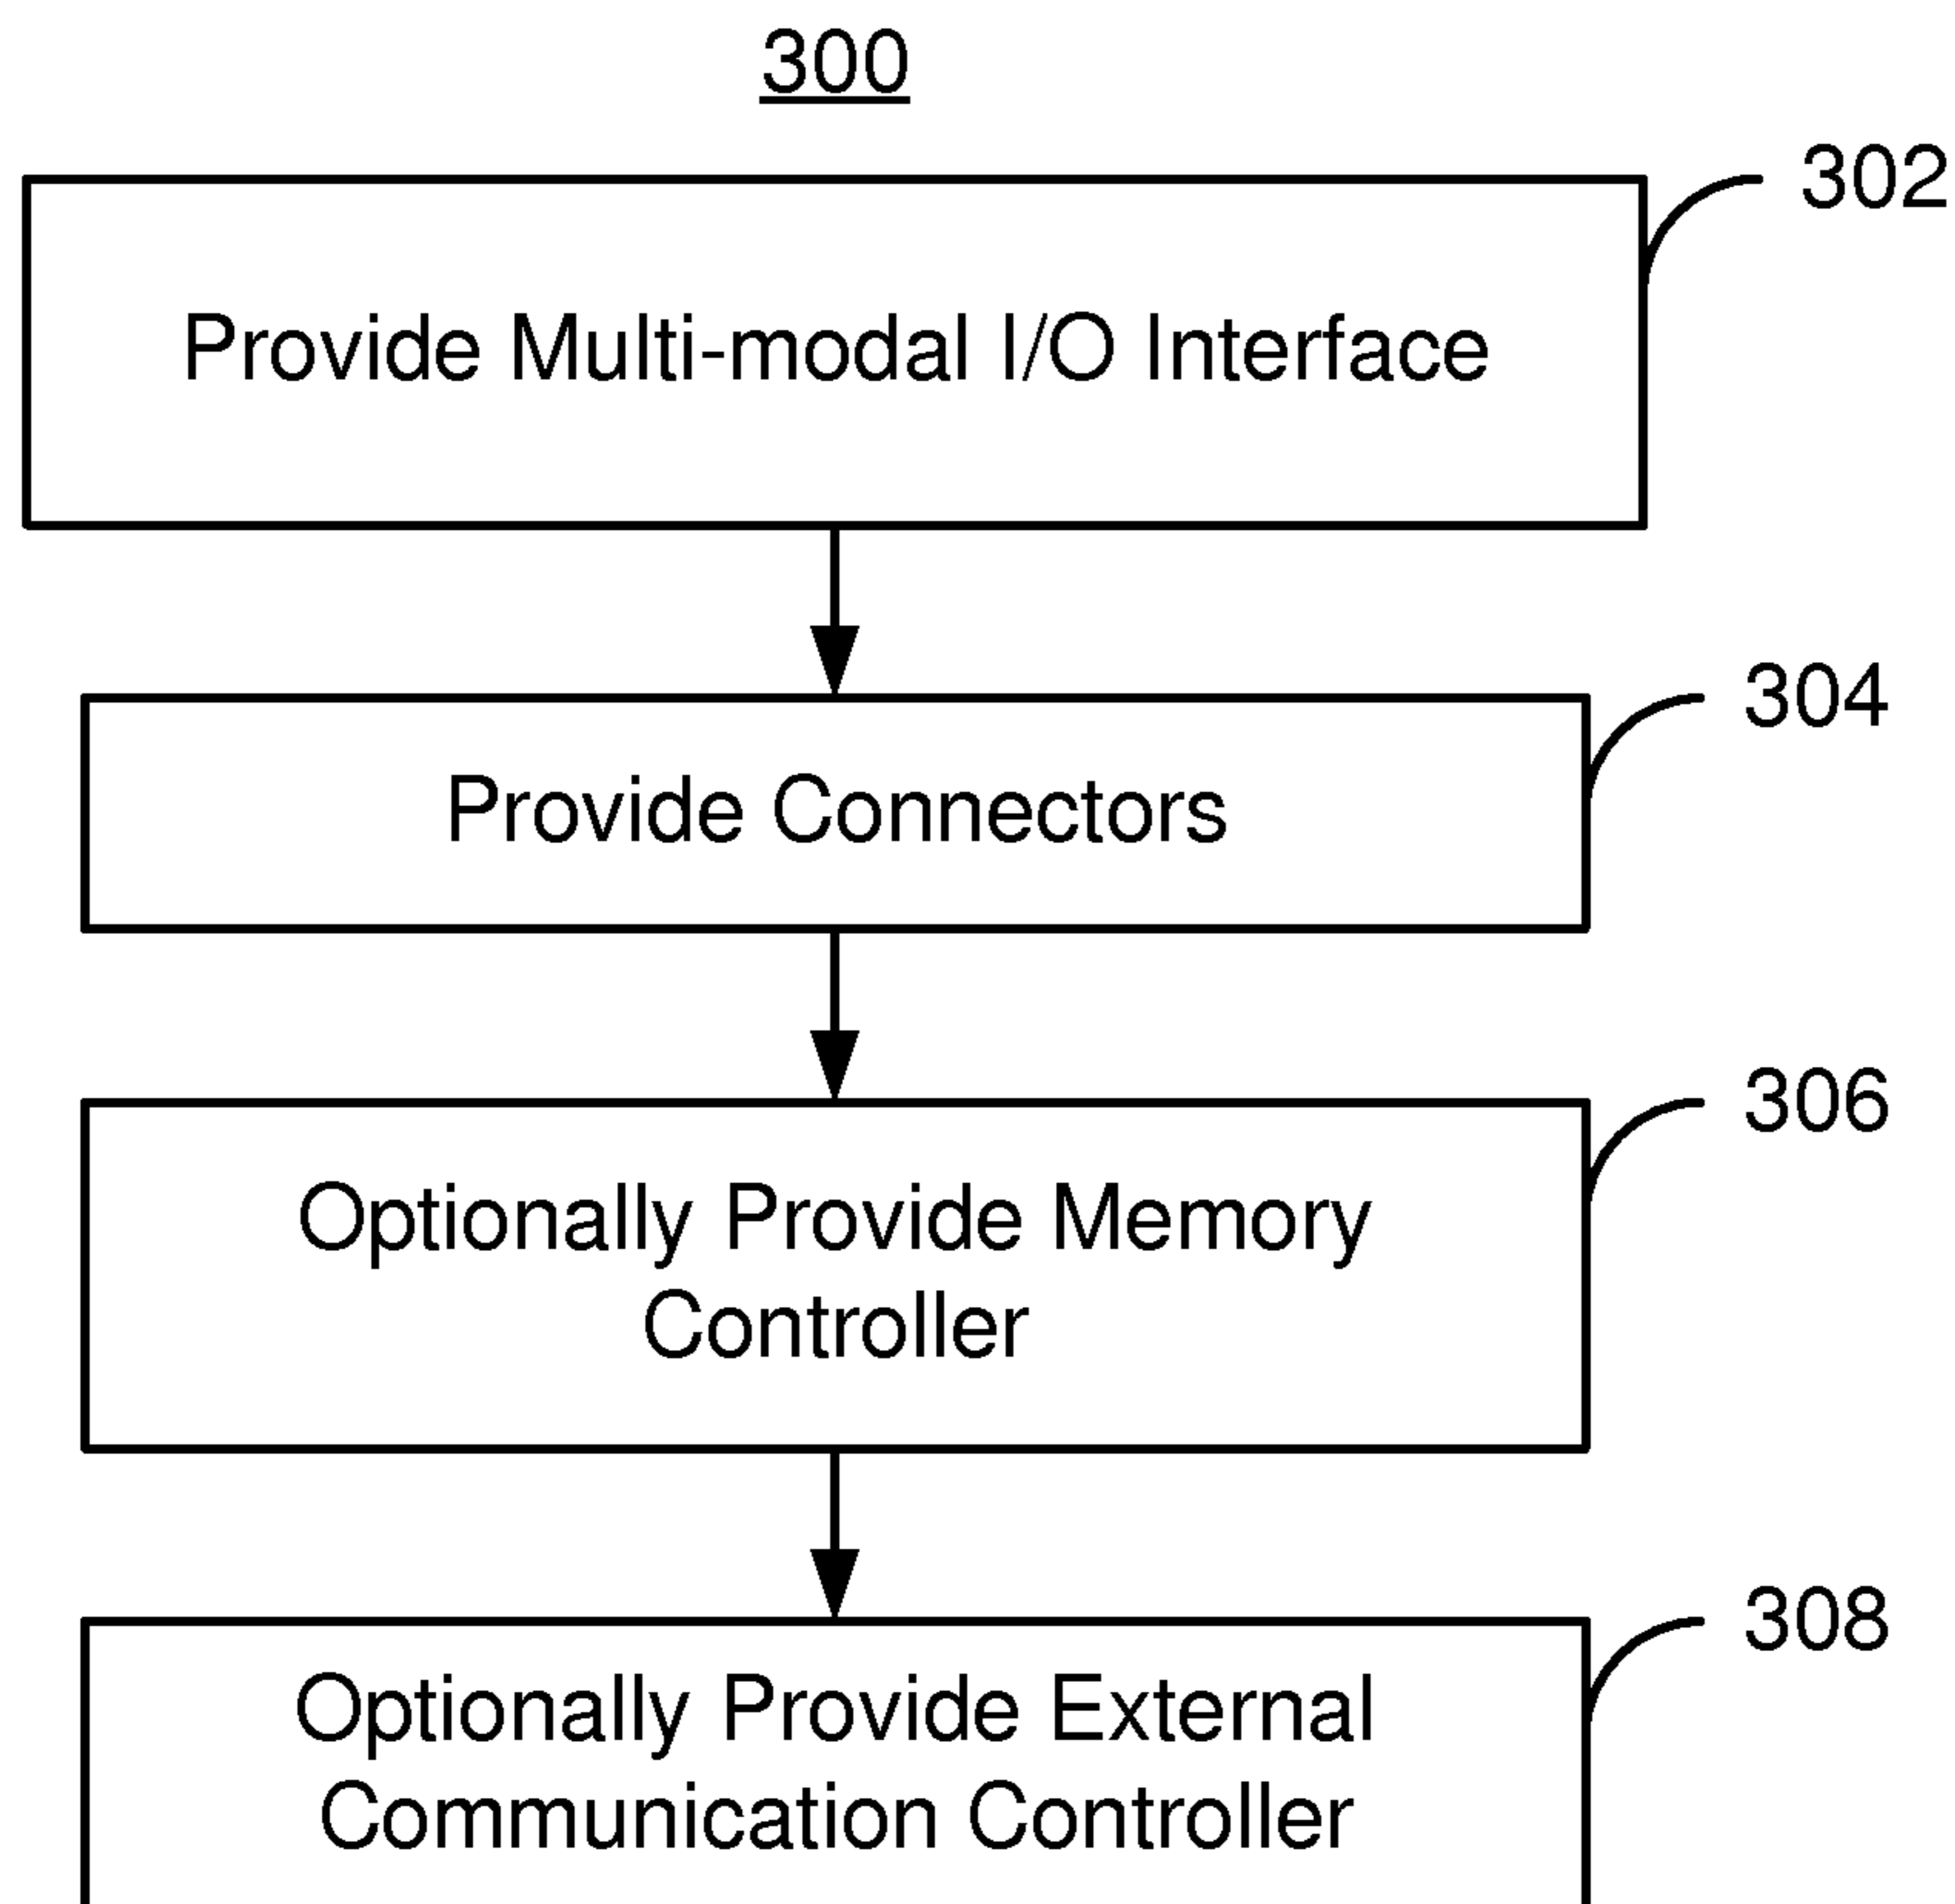 300
302
Provide Multi-modal I/O Interface
304
Provide Connectors
306
Optionally Provide Memory
Controller
308
Optionally Provide External
Communication Controller